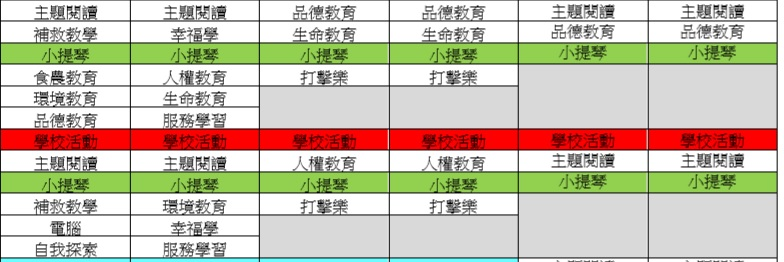 主題閱讀 主題閱讀 品德教育 品德教育 主題閱讀 主題閱讀
補救教學 幸福學 生命教育 生命教育 品德教育 品德教育
小提琴 小提琴 小提琴 小提琴 小提琴 小提琴
食農教育 人權教育 打擊樂 打擊樂
環境教育 生命教育
品德教育 服務學習
學校活動 學校活動 學校活動 學校活動 學校活動 學校活動
主題閱讀 主題閱讀 人權教育 人權教育 主題閱讀 主題閱讀
小提琴 小提琴 小提琴 小提琴 小提琴 小提琴
補救教學 環境教育 打擊樂 打擊樂
電腦 幸福學
自我探索 服務學習